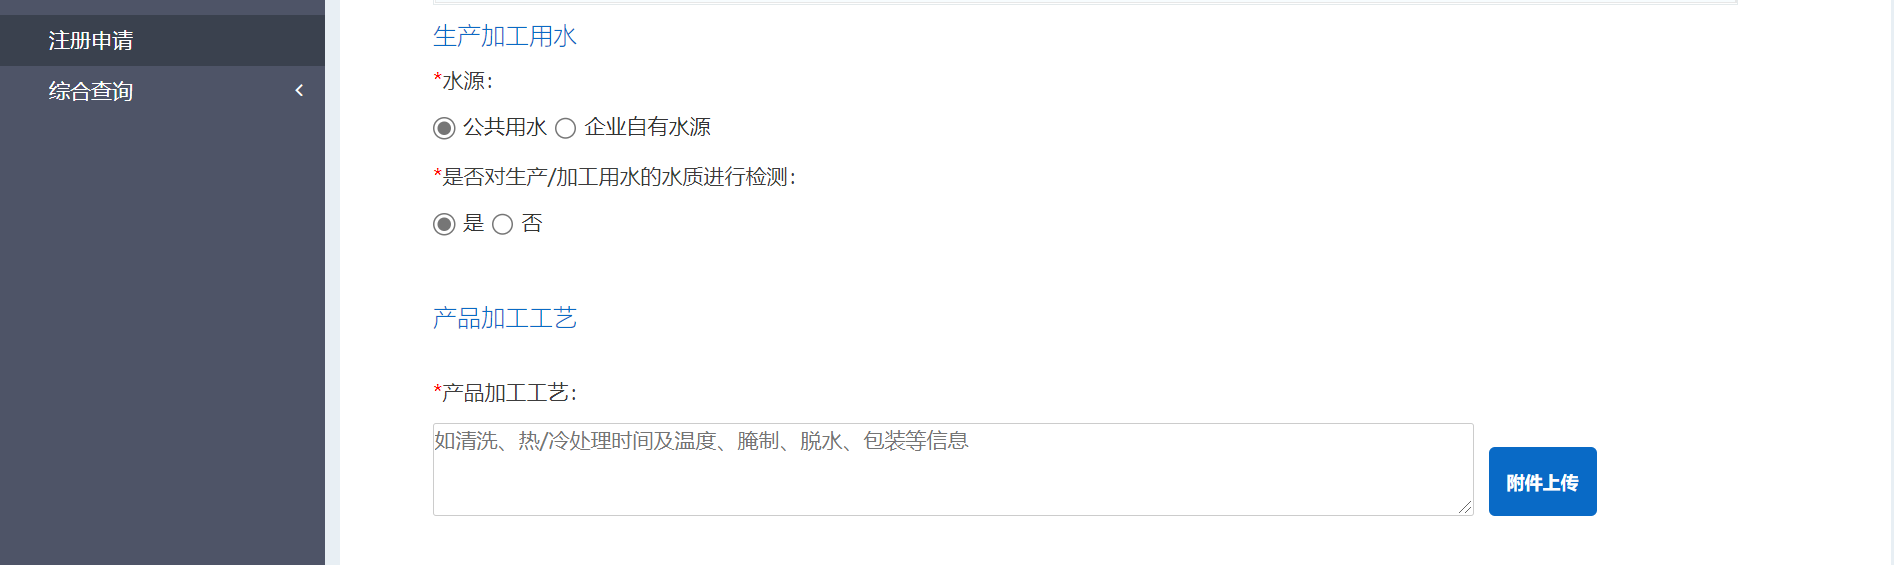 注册申请
综合查询
生产加工用水
*水源：
公共用水 企业自有水源
*是否对生产/加工用水的水质进行检测：
是 否
产品加工工艺
*产品加工工艺：
如清洗、热/冷处理时间及温度、腌制、脱水、包装等信息
附件上传